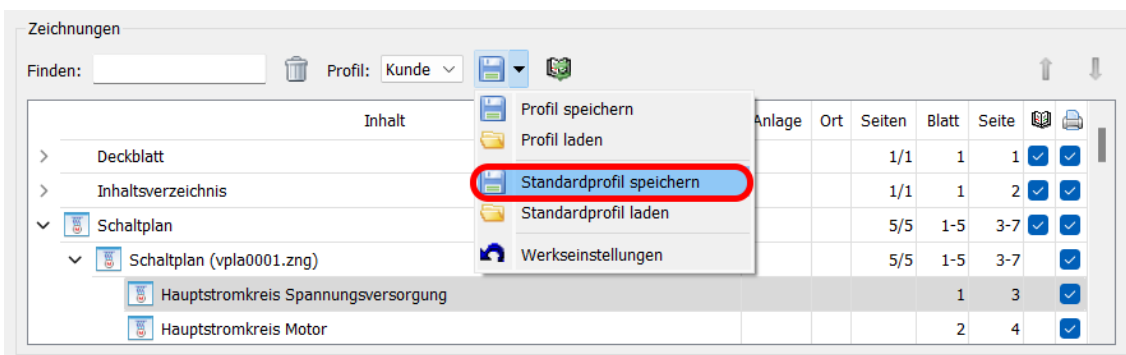 Zeichnungen
Finden: Profil: Kunde
Profil speichern
Profil laden
Standardprofil speichern
Standardprofil laden
Werkseinstellungen
Inhalt Anlage Ort Seiten Blatt Seite
Deckblatt 1/1 1 1
Inhaltsverzeichnis 1/1 1 2
Schaltplan 5/5 1-5 3-7
Schaltplan (vpla0001.zng) 5/5 1-5 3-7
Hauptstromkreis Spannungsversorgung 1 3
Hauptstromkreis Motor 2 4